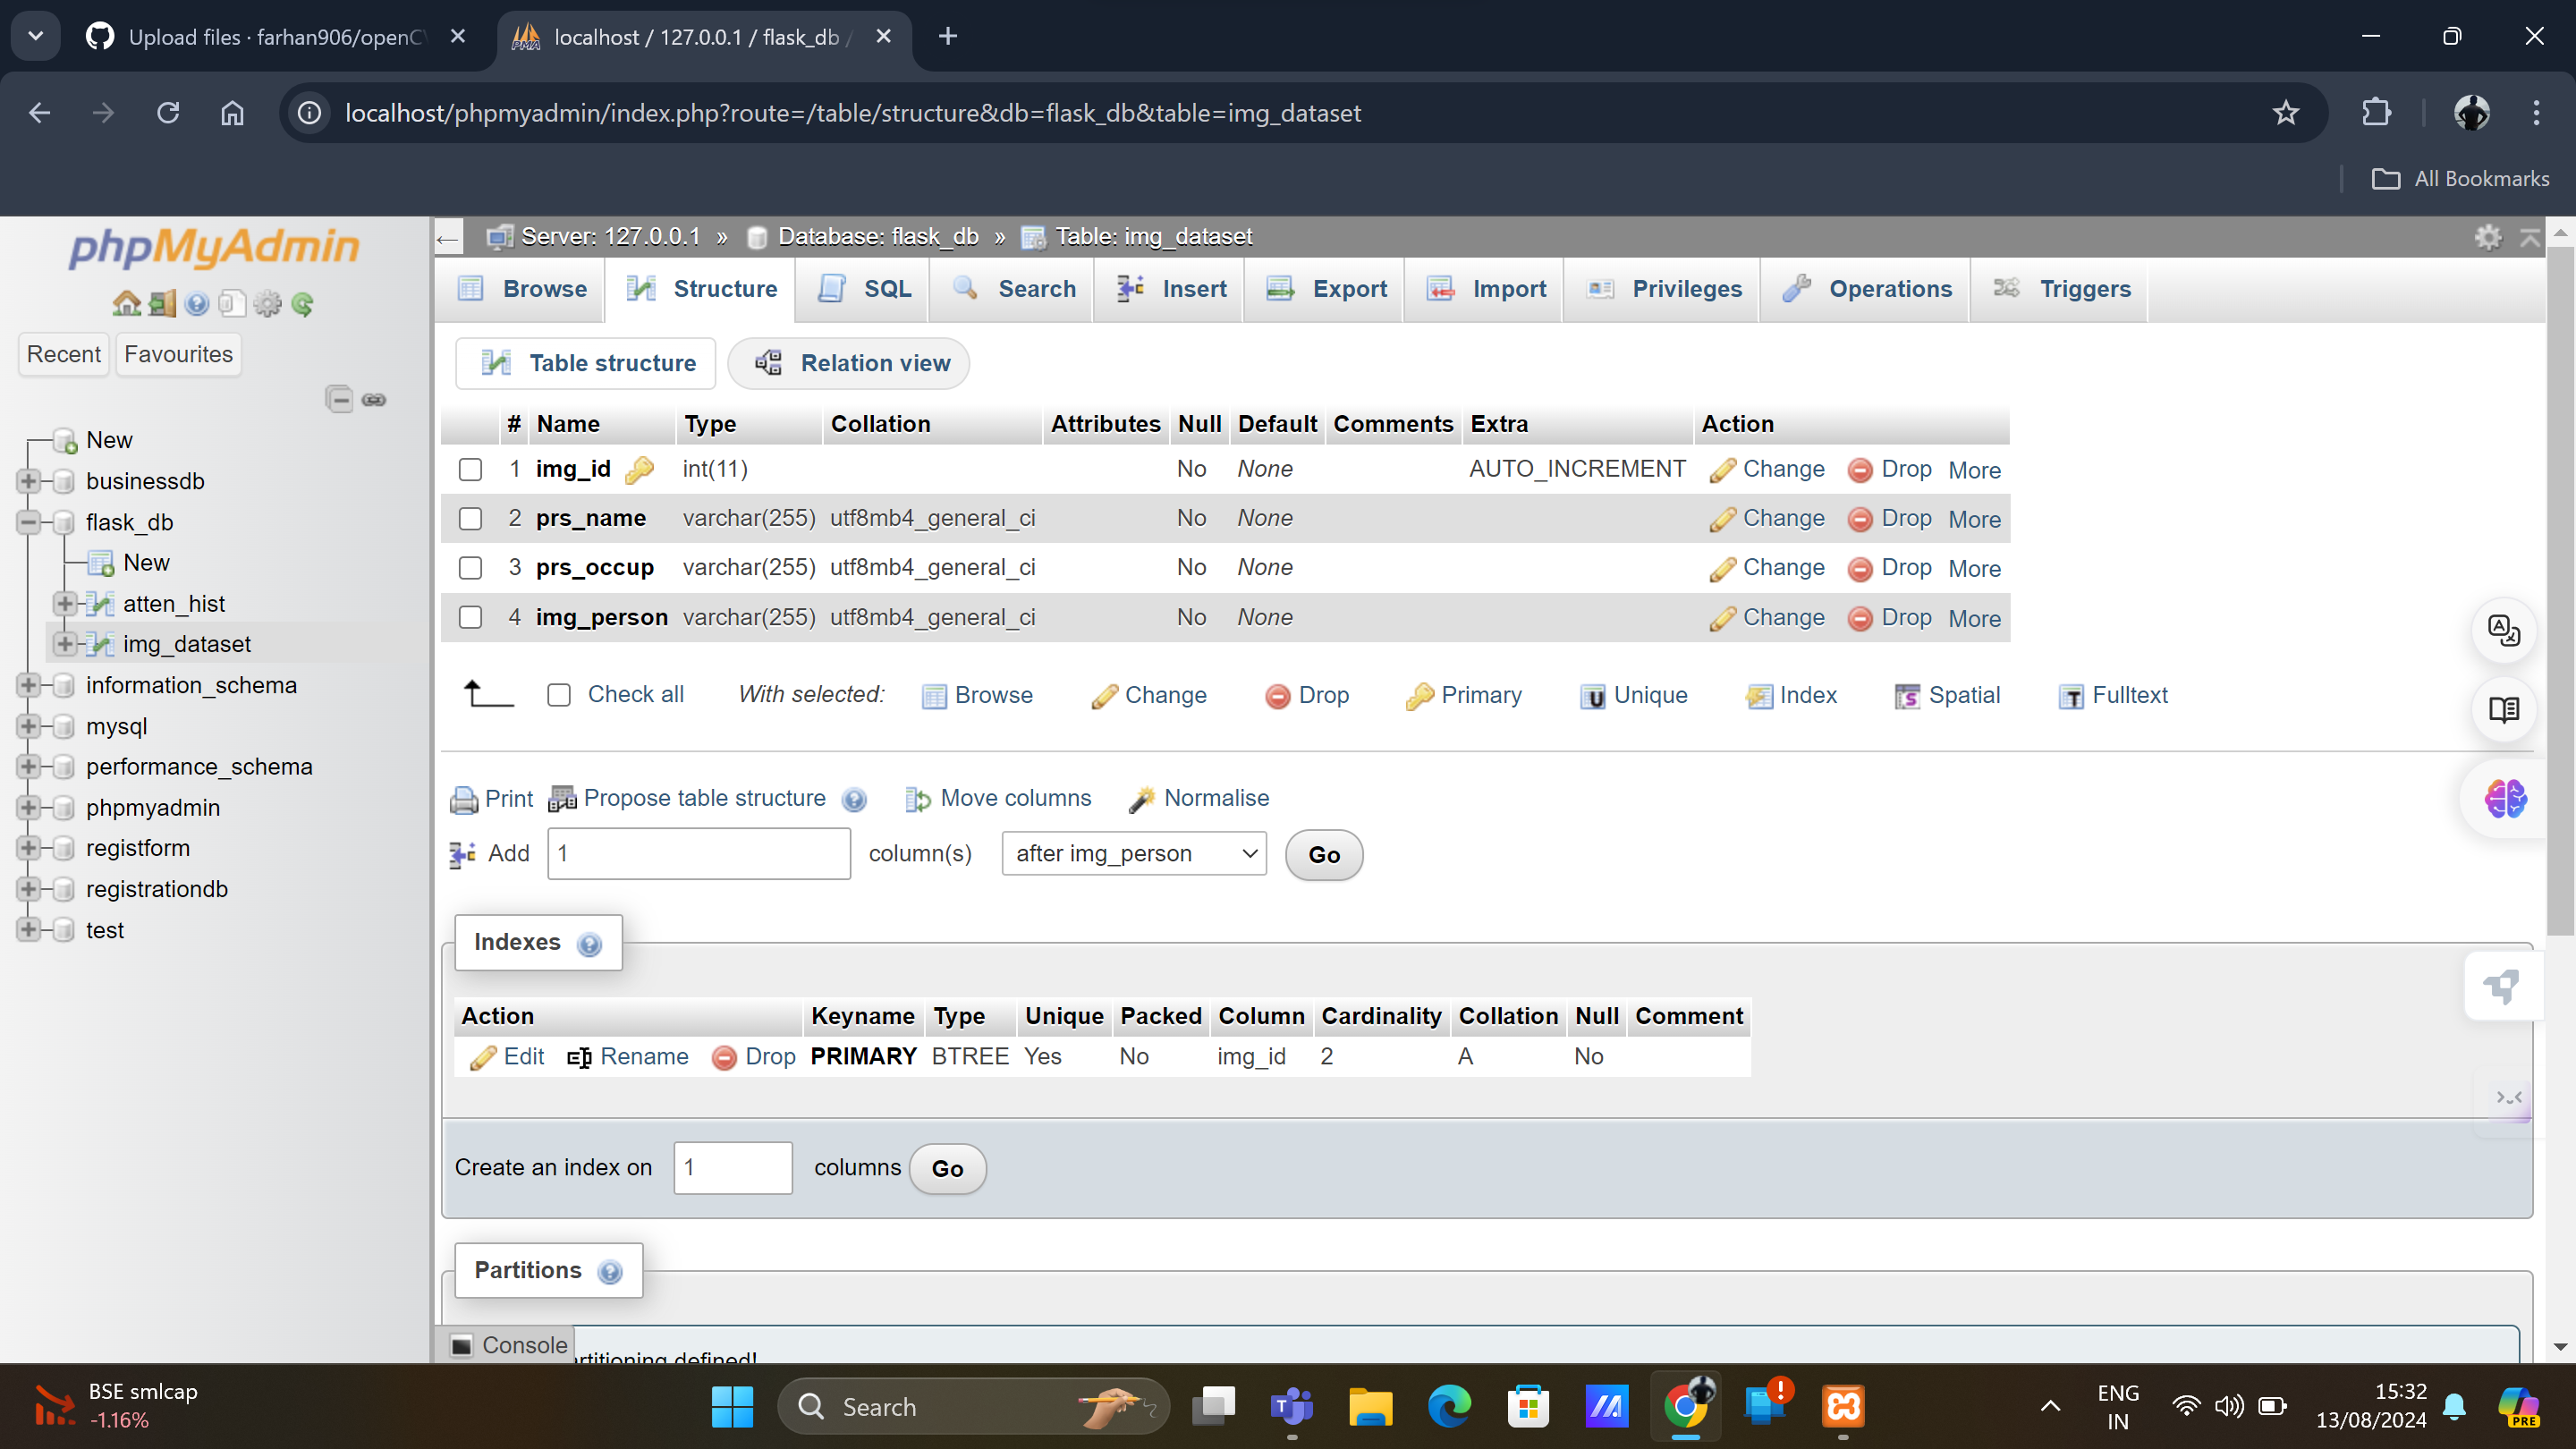 Upload files · farhan906/openCV
localhost / 127.0.0.1 / flask_db /
localhost/phpmyadmin/index.php?route=/table/structure&db=flask_db&table=img_dataset
All Bookmarks
phpMyAdmin
Recent Favourites
New
businessdb
flask_db
New
atten_hist
img_dataset
information_schema
mysql
performance_schema
phpmyadmin
registform
registrationdb
test
Server: 127.0.0.1 » Database: flask_db » Table: img_dataset
Browse Structure SQL Search Insert Export Import Privileges Operations Triggers
Table structure Relation view
# Name Type Collation Attributes Null Default Comments Extra Action
1 img_id int(11) No None AUTO_INCREMENT Change Drop More
2 prs_name varchar(255) utf8mb4_general_ci No None Change Drop More
3 prs_occup varchar(255) utf8mb4_general_ci No None Change Drop More
4 img_person varchar(255) utf8mb4_general_ci No None Change Drop More
Check all With selected: Browse Change Drop Primary Unique Index Spatial Fulltext
Print Propose table structure Move columns Normalise
Add 1 column(s) after img_person Go
Indexes
Action Keyname Type Unique Packed Column Cardinality Collation Null Comment
Edit Rename Drop PRIMARY BTREE Yes No img_id 2 A No
Create an index on 1 columns Go
Partitions
Console
rtitioning defined!
BSE smlcap
-1.16%
Search
ENG
IN
15:32
13/08/2024
PRE